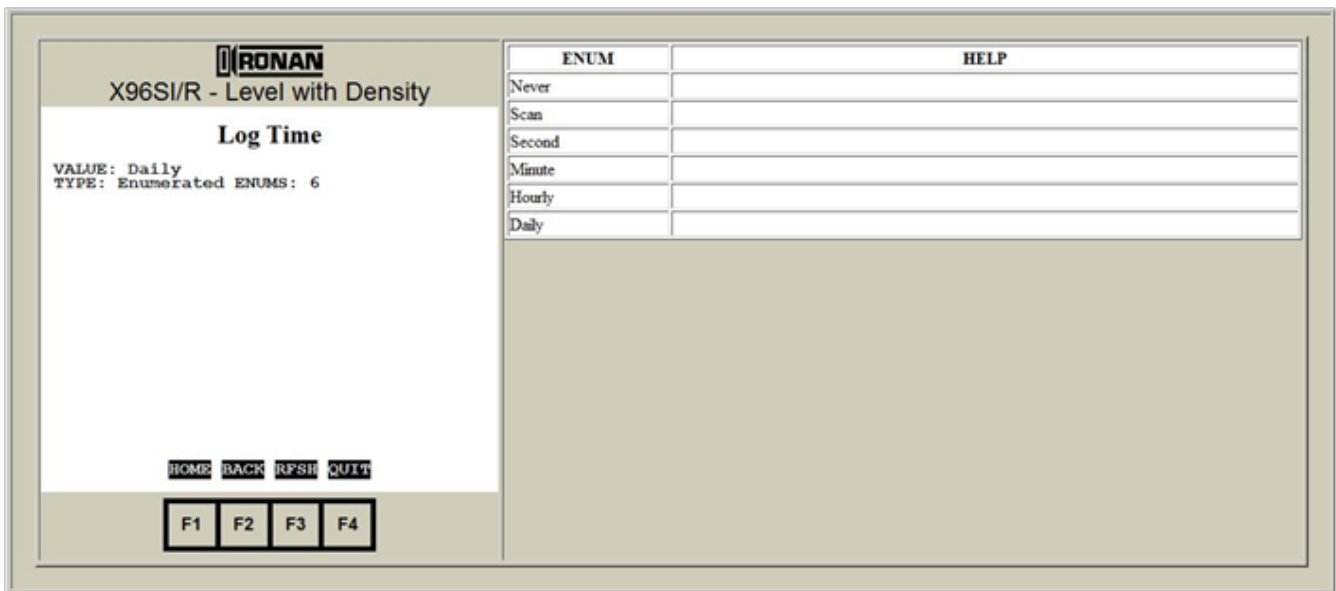 RONAN
X96SI/R - Level with Density
Log Time
VALUE: Daily
TYPE: Enumerated ENUMS: 6
HOME BACK RFSH QUIT
F1 F2 F3 F4
ENUM HELP
Never
Scan
Second
Minute
Hourly
Daily